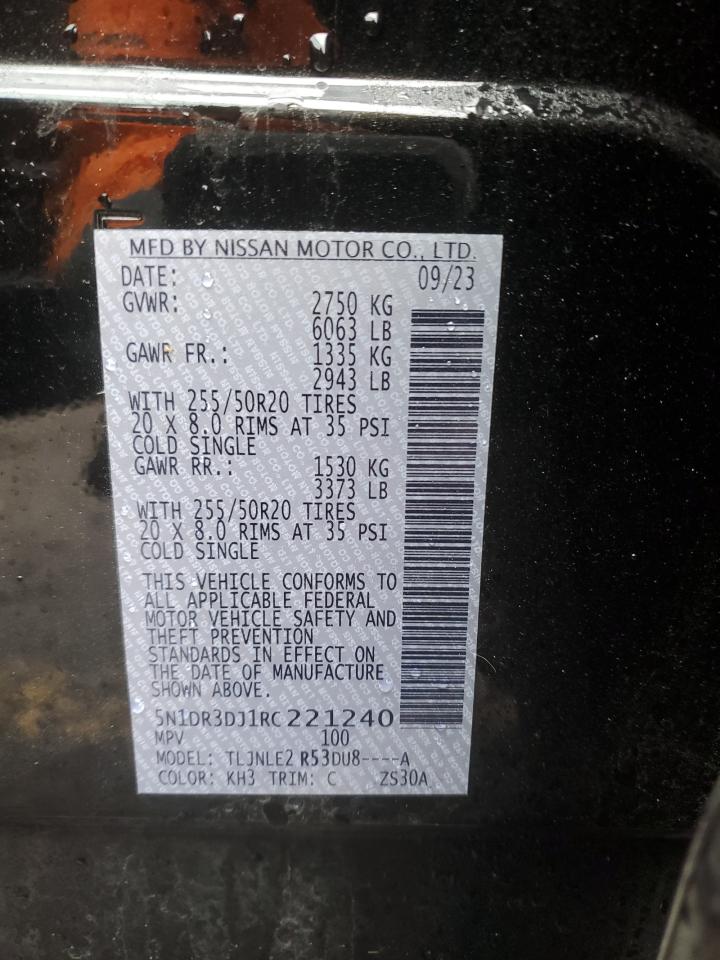 MFD BY NISSAN MOTOR CO., LTD.
DATE: 09/23
GVWR: 2750 KG
6063 LB
GAWR FR.: 1335 KG
2943 LB
WITH 255/50R20 TIRES
20 X 8.0 RIMS AT 35 PSI
COLD SINGLE
GAWR RR.: 1530 KG
3373 LB
WITH 255/50R20 TIRES
20 X 8.0 RIMS AT 35 PSI
COLD SINGLE
THIS VEHICLE CONFORMS TO
ALL APPLICABLE FEDERAL
MOTOR VEHICLE SAFETY AND
THEFT PREVENTION
STANDARDS IN EFFECT ON
THE DATE OF MANUFACTURE
SHOWN ABOVE.
5N1DR3DJ1RC221240
MPV 100
MODEL: TLJNLE2 R53DU8----A
COLOR: KH3 TRIM: C ZS30A